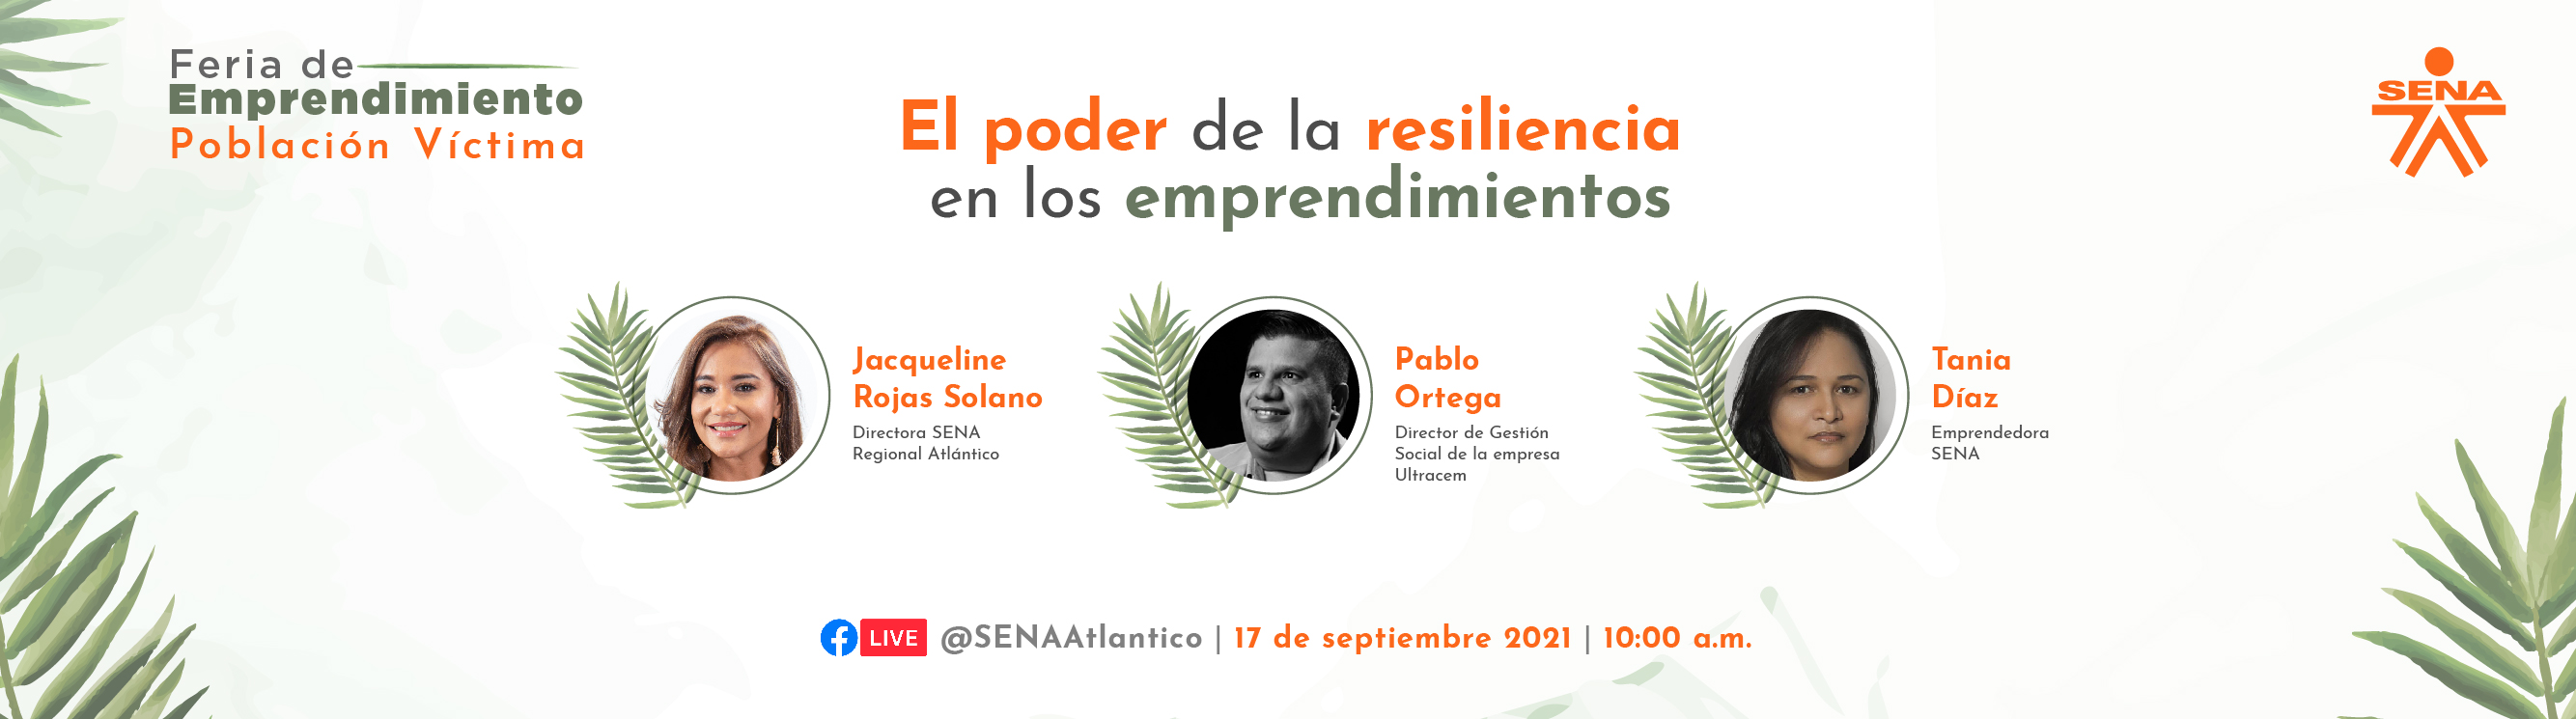 Feria de
Emprendimiento
Población Víctima
El poder de la resiliencia
en los emprendimientos
SENA
Jacqueline
Rojas Solano
Directora SENA
Regional Atlántico
Pablo
Ortega
Director de Gestión
Social de la empresa
Ultracem
Tania
Díaz
Emprendedora
SENA
LIVE @SENAAtlantico | 17 de septiembre 2021 | 10:00 a.m.